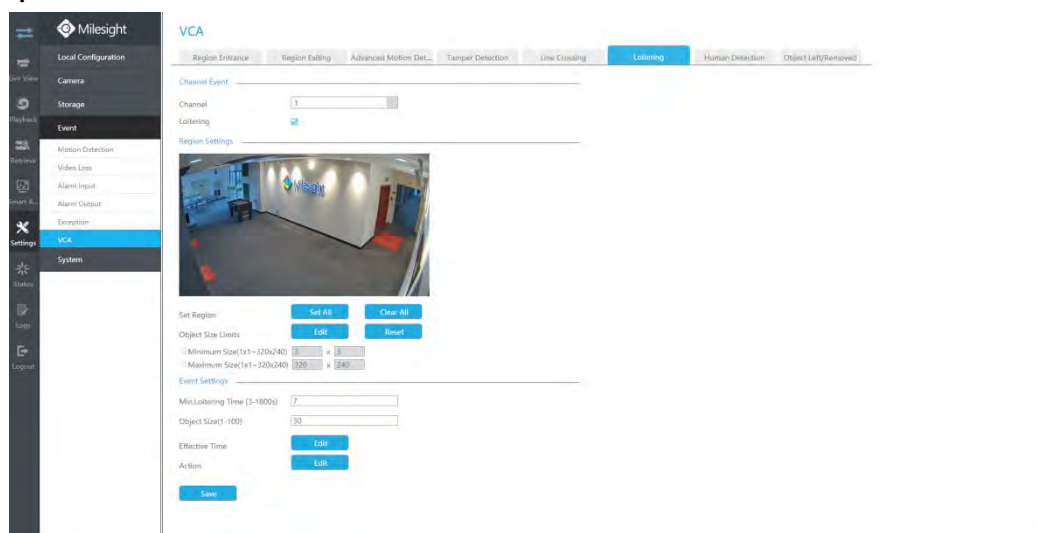 Milesight
VCA
Local Configuration
Region Entrance
Region Exiting
Advanced Motion Det...
Tamper Detection
Line Crossing
Loitering
Human Detection
Object Left/Removed
Live View
Camera
Channel Event
Storage
Channel
1
Playback
Loitering
Event
Region Settings
Motion Detection
Retrieve
Video Loss
Milesight
Alarm Input
Smart A...
Alarm Output
Exception
Settings
VCA
System
Status
Set Region
Set All
Clear All
Logs
Object Size Limits
Edit
Reset
Minimum Size(1x1~320x240)
3
x
3
Logout
Maximum Size(1x1~320x240)
320
x
240
Event Settings
Min.Loitering Time (3-1800s)
7
Object Size(1-100)
30
Effective Time
Edit
Action
Edit
Save